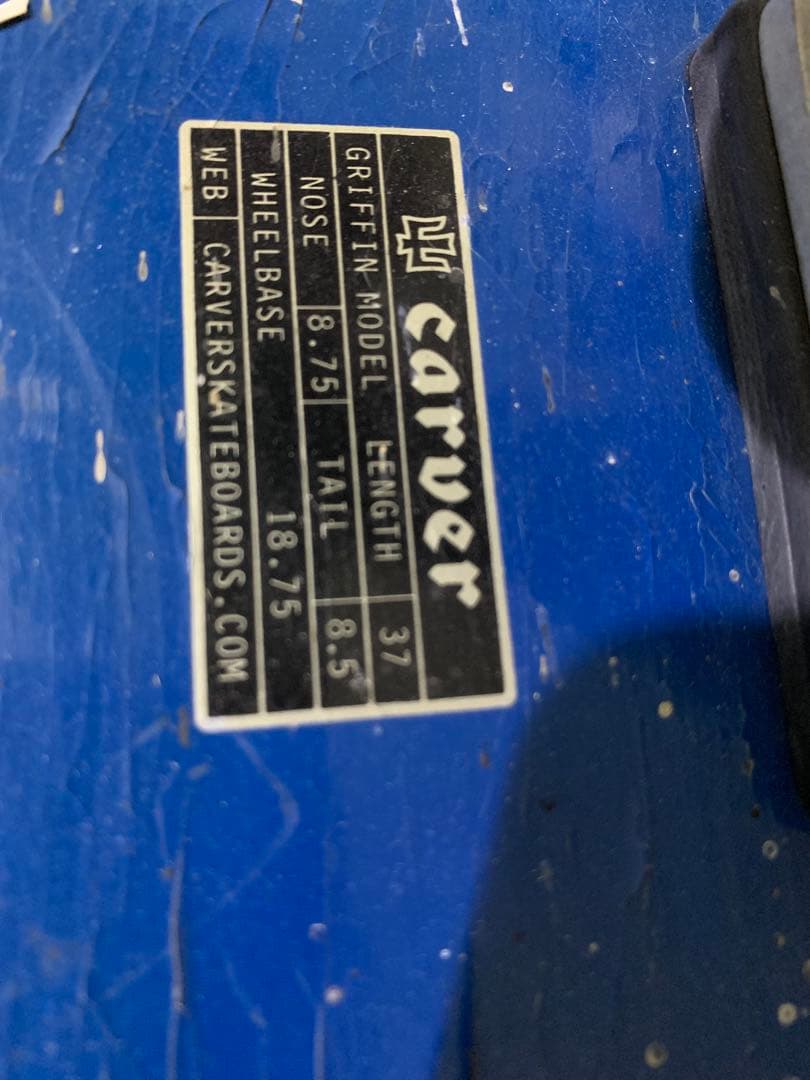 carver
GRIFFIN MODEL LENGTH 37
NOSE 8.75 TAIL 8.5
WHEELBASE 18.75
WEB CARVERSKATEBOARDS.COM